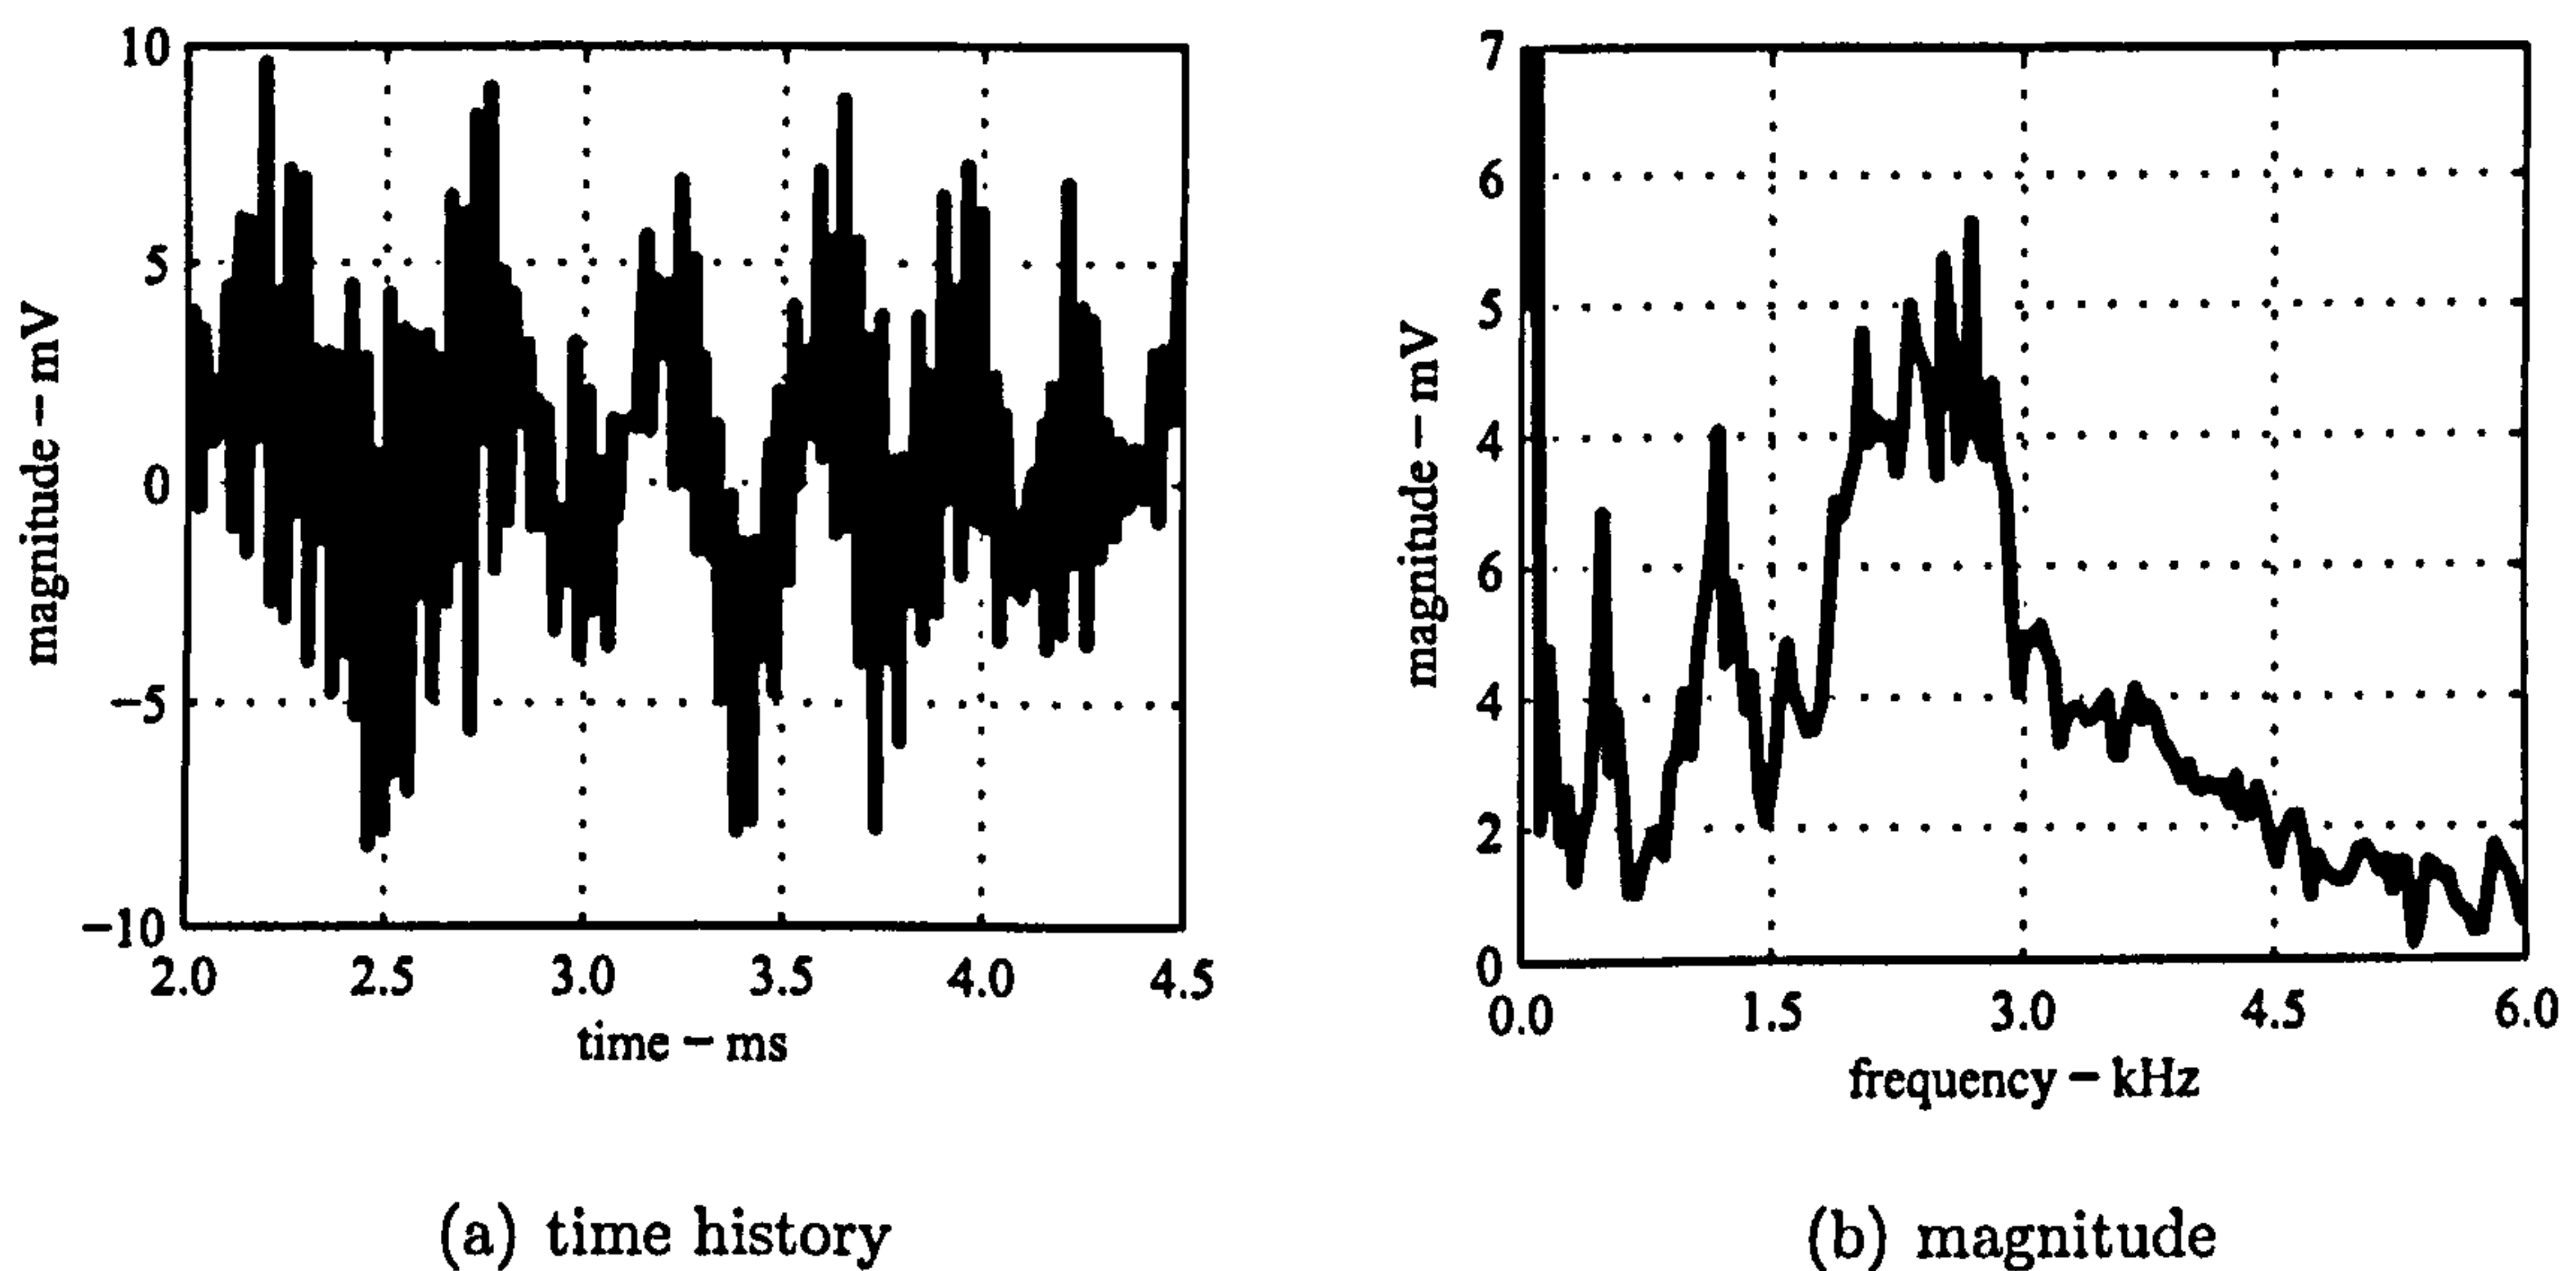 10
5
0
−5
−10
magnitude – mV
2.0 2.5 3.0 3.5 4.0 4.5
time – ms
(a) time history
7
6
5
4
6
4
2
0
magnitude – mV
0.0 1.5 3.0 4.5 6.0
frequency – kHz
(b) magnitude